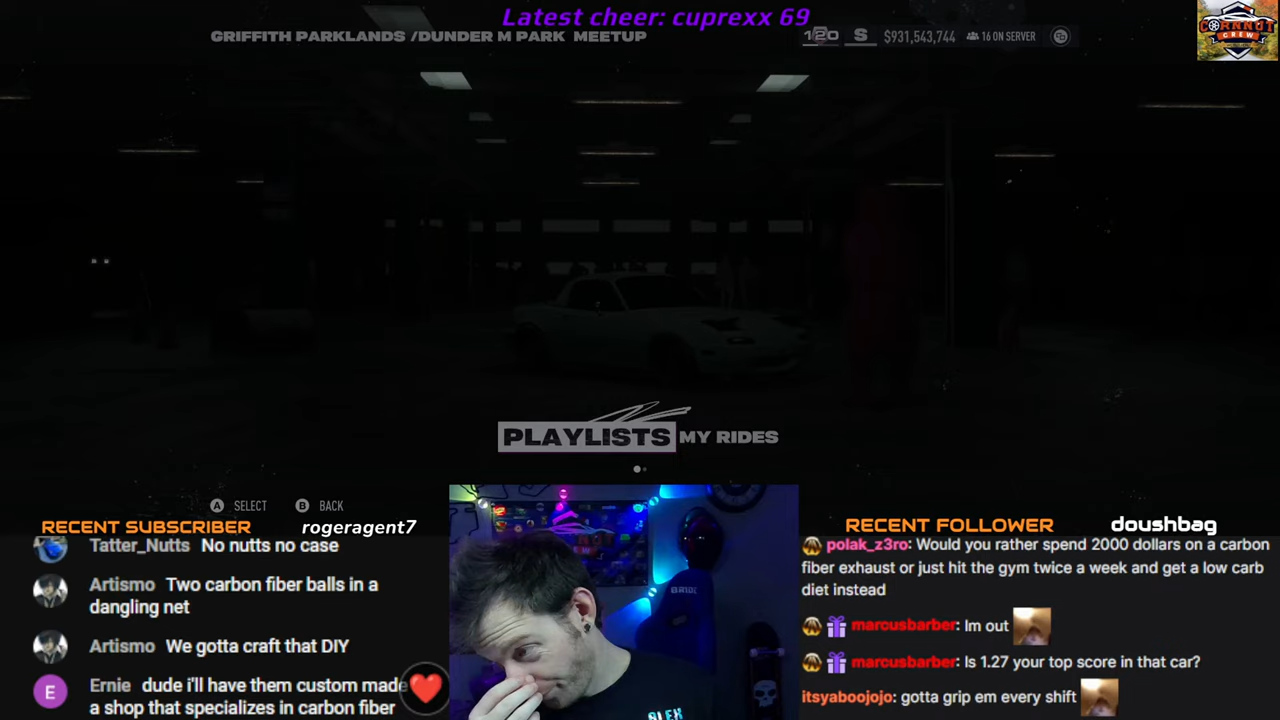 Latest cheer: cuprexx 69
GRIFFITH PARKLANDS /DUNDER M PARK MEETUP
120 S $931,543,744 16 ON SERVER
CORNNUT
CREW
PLAYLISTS MY RIDES
A SELECT B BACK
RECENT SUBSCRIBER rogeragent7
Tatter_Nutts No nutts no case
Artismo Two carbon fiber balls in a
dangling net
Artismo We gotta craft that DIY
E Ernie dude i'll have them custom made
a shop that specializes in carbon fiber
BRIDE
RECENT FOLLOWER doushbag
polak_z3ro: Would you rather spend 2000 dollars on a carbon
fiber exhaust or just hit the gym twice a week and get a low carb
diet instead
marcusbarber: Im out
marcusbarber: Is 1.27 your top score in that car?
itsyaboojojo: gotta grip em every shift